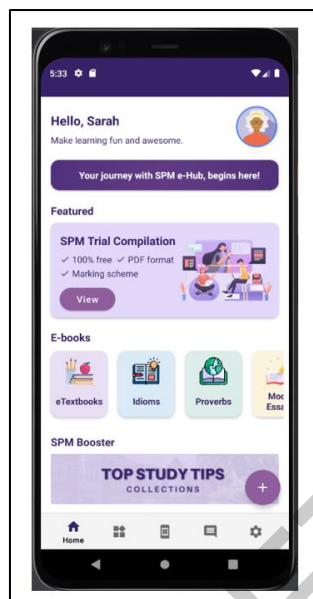 5:33
Hello, Sarah
Make learning fun and awesome.
Your journey with SPM e-Hub, begins here!
Featured
SPM Trial Compilation
✓ 100% free ✓ PDF format
✓ Marking scheme
View
E-books
eTextbooks
Idioms
Proverbs
SPM Booster
TOP STUDY TIPS
COLLECTIONS
+
Home